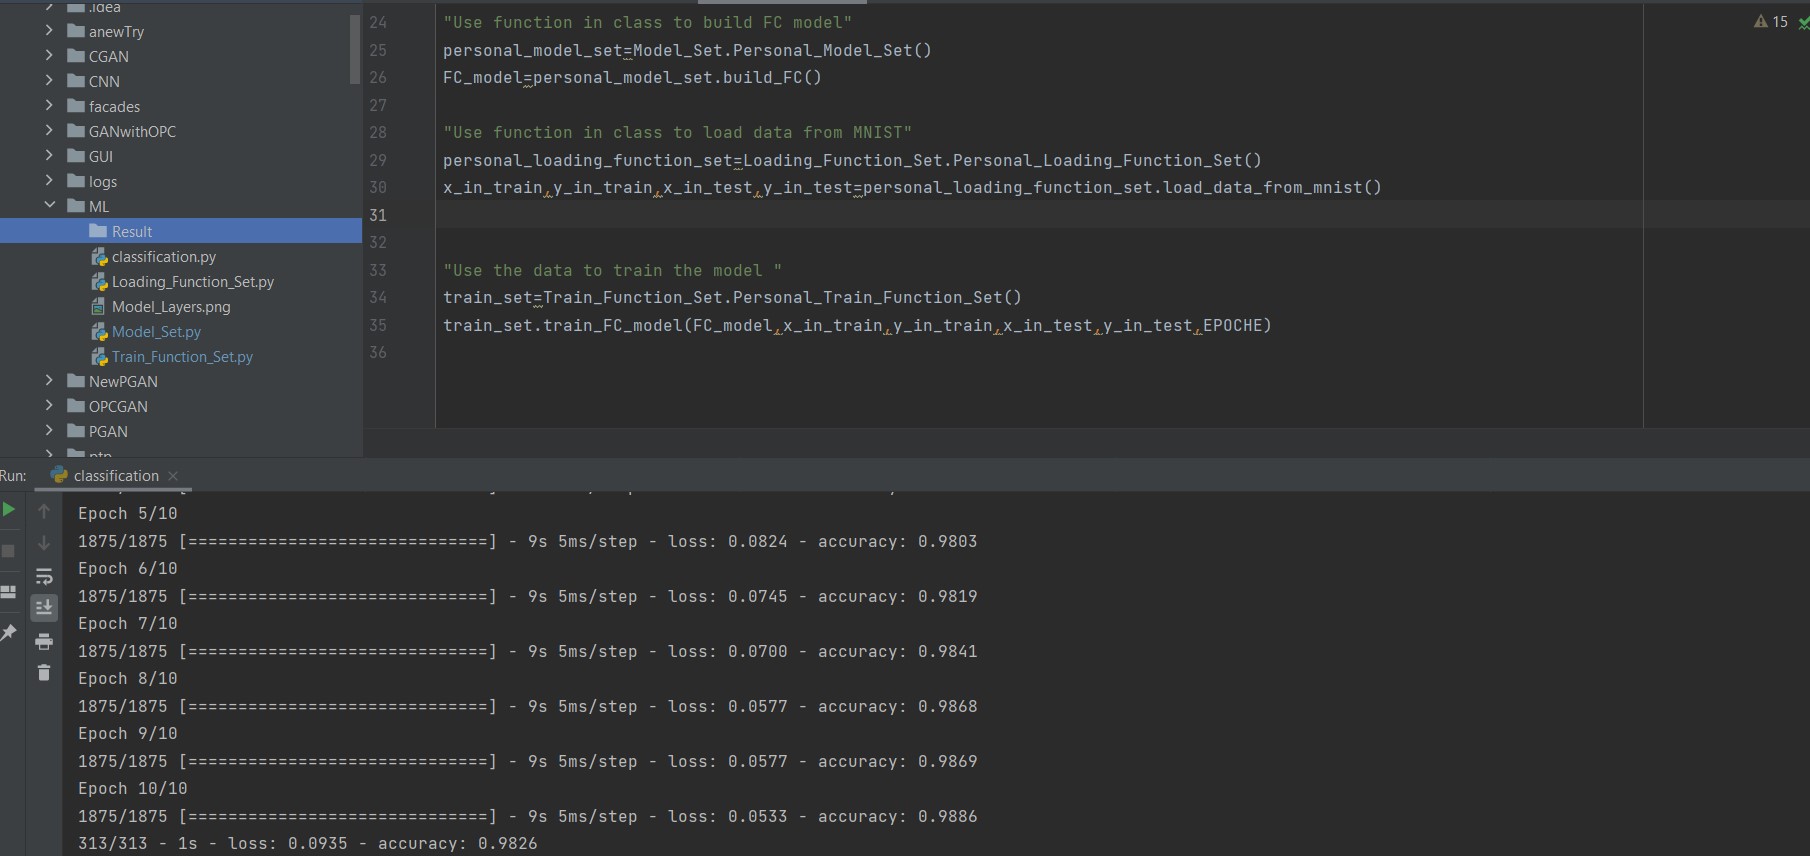 .idea
anewTry
CGAN
CNN
facades
GANwithOPC
GUI
logs
ML
Result
classification.py
Loading_Function_Set.py
Model_Layers.png
Model_Set.py
Train_Function_Set.py
NewPGAN
OPCGAN
PGAN
24 "Use function in class to build FC model"
25 personal_model_set=Model_Set.Personal_Model_Set()
26 FC_model=personal_model_set.build_FC()
27
28 "Use function in class to load data from MNIST"
29 personal_loading_function_set=Loading_Function_Set.Personal_Loading_Function_Set()
30 x_in_train,y_in_train,x_in_test,y_in_test=personal_loading_function_set.load_data_from_mnist()
31
32
33 "Use the data to train the model "
34 train_set=Train_Function_Set.Personal_Train_Function_Set()
35 train_set.train_FC_model(FC_model,x_in_train,y_in_train,x_in_test,y_in_test,EPOCHE)
36
15
Run: classification
Epoch 5/10
1875/1875 [==============================] - 9s 5ms/step - loss: 0.0824 - accuracy: 0.9803
Epoch 6/10
1875/1875 [==============================] - 9s 5ms/step - loss: 0.0745 - accuracy: 0.9819
Epoch 7/10
1875/1875 [==============================] - 9s 5ms/step - loss: 0.0700 - accuracy: 0.9841
Epoch 8/10
1875/1875 [==============================] - 9s 5ms/step - loss: 0.0577 - accuracy: 0.9868
Epoch 9/10
1875/1875 [==============================] - 9s 5ms/step - loss: 0.0577 - accuracy: 0.9869
Epoch 10/10
1875/1875 [==============================] - 9s 5ms/step - loss: 0.0533 - accuracy: 0.9886
313/313 - 1s - loss: 0.0935 - accuracy: 0.9826